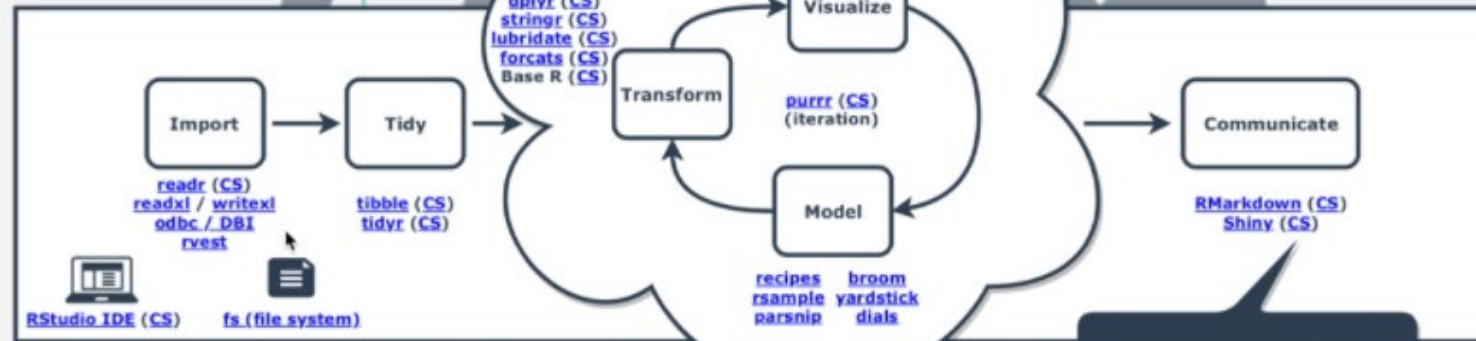 dplyr (CS)
stringr (CS)
lubridate (CS)
forcats (CS)
Base R (CS)
Visualize
Transform
purrr (CS)
(iteration)
Model
recipes broom
rsample yardstick
parsnip dials
Import
readr (CS)
readxl / writexl
odbc / DBI
rvest
Tidy
tibble (CS)
tidyr (CS)
RStudio IDE (CS)
fs (file system)
Communicate
RMarkdown (CS)
Shiny (CS)